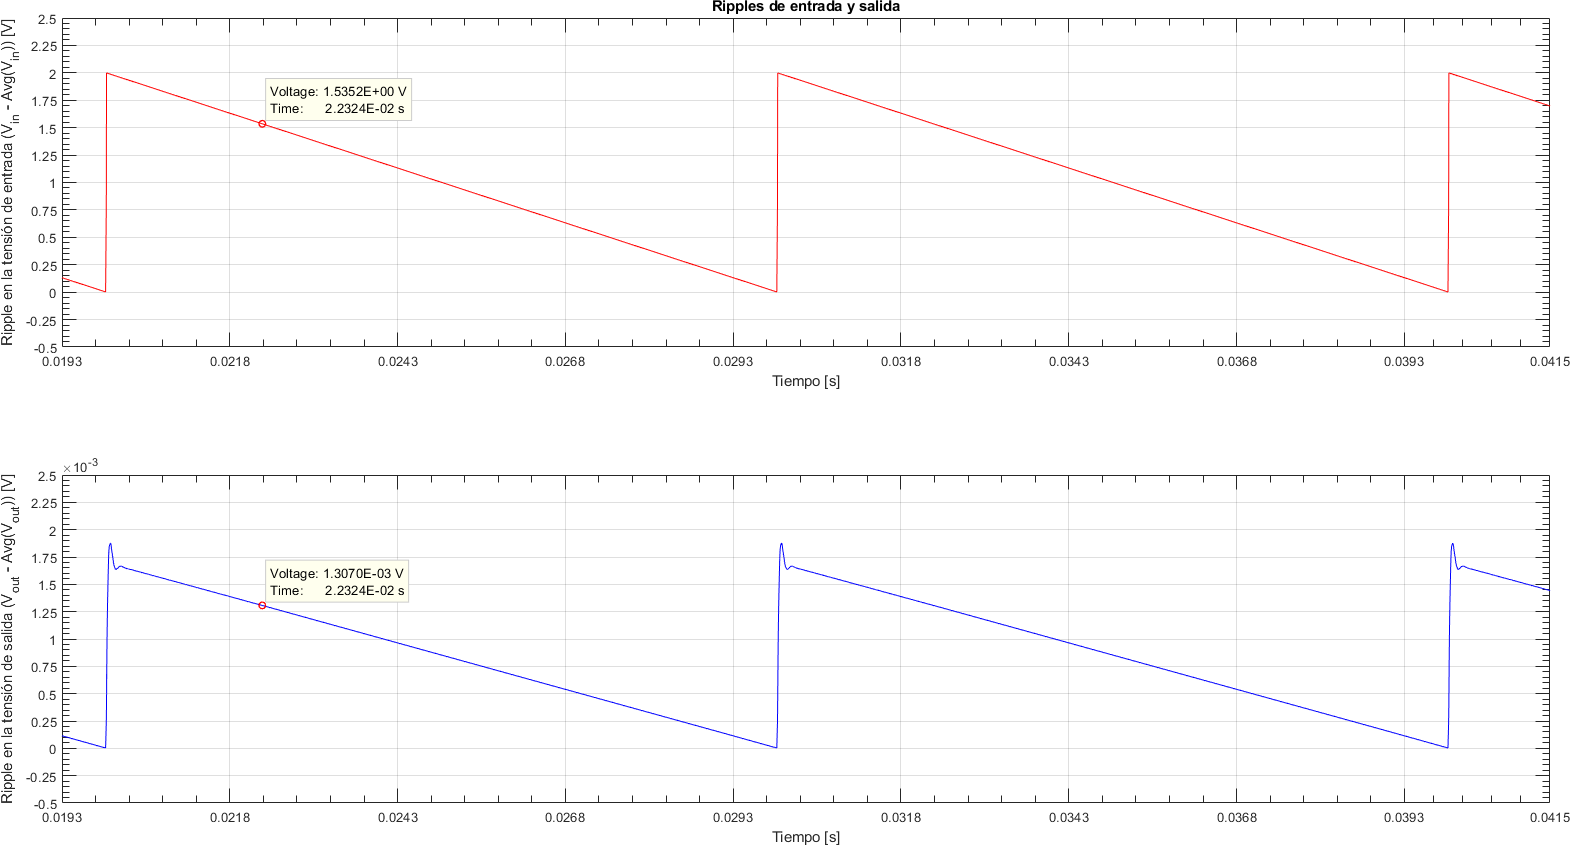 Ripples de entrada y salida
Ripple en la tensión de entrada (V_in - Avg(V_in)) [V]
2.5
2.25
2
1.75
1.5
1.25
1
0.75
0.5
0.25
0
-0.25
-0.5
Voltage: 1.5352E+00 V
Time: 2.2324E-02 s
0.0193 0.0218 0.0243 0.0268 0.0293 0.0318 0.0343 0.0368 0.0393 0.0415
Tiempo [s]
×10^-3
Ripple en la tensión de salida (V_out - Avg(V_out)) [V]
2.5
2.25
2
1.75
1.5
1.25
1
0.75
0.5
0.25
0
-0.25
-0.5
Voltage: 1.3070E-03 V
Time: 2.2324E-02 s
0.0193 0.0218 0.0243 0.0268 0.0293 0.0318 0.0343 0.0368 0.0393 0.0415
Tiempo [s]